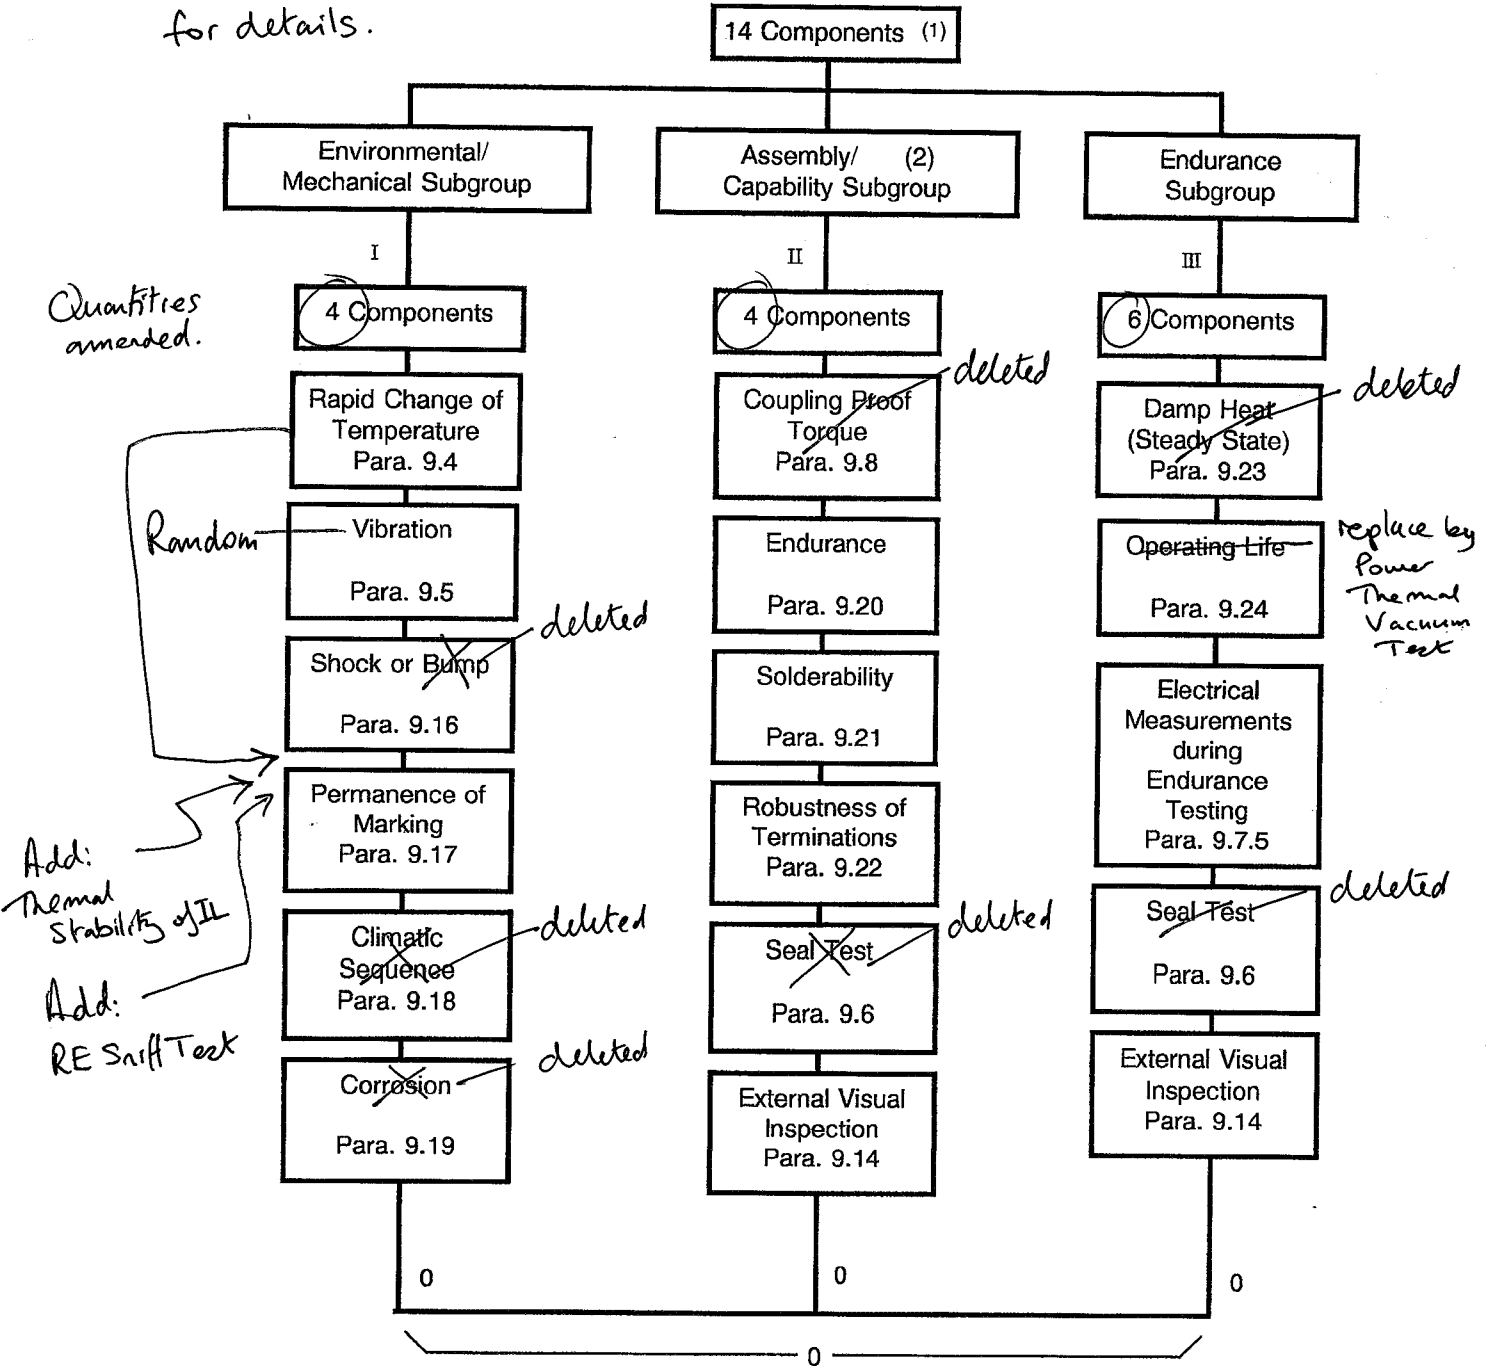 for details.
14 Components (1)
Environmental/
Mechanical Subgroup
Assembly/ (2)
Capability Subgroup
Endurance
Subgroup
I
II
III
Quantities
amended.
4 Components
4 Components
6 Components
Rapid Change of
Temperature
Para. 9.4
Coupling Proof
Torque
Para. 9.8
deleted
Damp Heat
(Steady State)
Para. 9.23
deleted
Random
Vibration
Para. 9.5
Endurance
Para. 9.20
Operating Life
Para. 9.24
replace by
Power
Thermal
Vacuum
Test
Shock or Bump
Para. 9.16
deleted
Solderability
Para. 9.21
Electrical
Measurements
during
Endurance
Testing
Para. 9.7.5
Permanence of
Marking
Para. 9.17
Robustness of
Terminations
Para. 9.22
Add:
Thermal
Stability of IL
Climatic
Sequence
Para. 9.18
deleted
Seal Test
Para. 9.6
deleted
Seal Test
Para. 9.6
deleted
Add:
RE Sniff Test
Corrosion
Para. 9.19
deleted
External Visual
Inspection
Para. 9.14
External Visual
Inspection
Para. 9.14
0
0
0
0